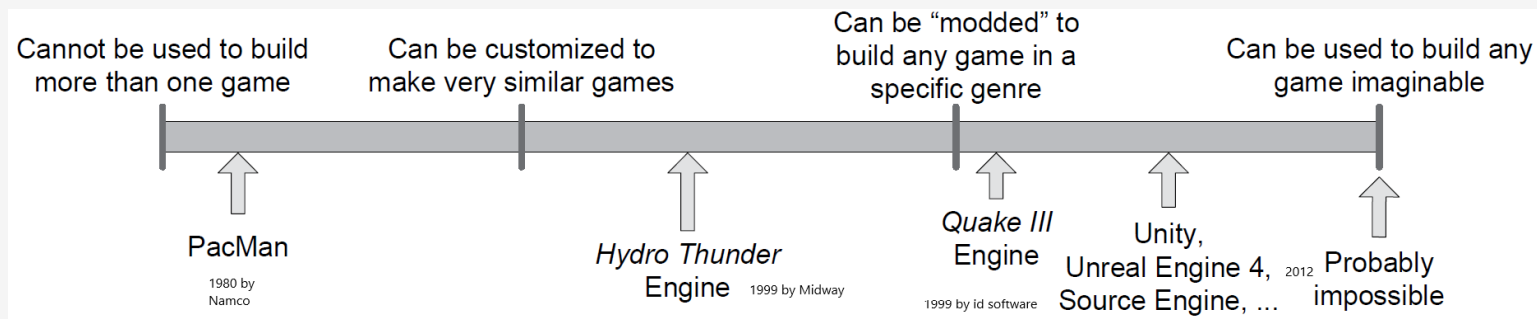 Cannot be used to build
more than one game
Can be customized to
make very similar games
Can be “modded” to
build any game in a
specific genre
Can be used to build any
game imaginable
PacMan
1980 by
Namco
Hydro Thunder
Engine
1999 by Midway
Quake III
Engine
1999 by id software
Unity,
Unreal Engine 4,
2012
Source Engine, ...
Probably
impossible